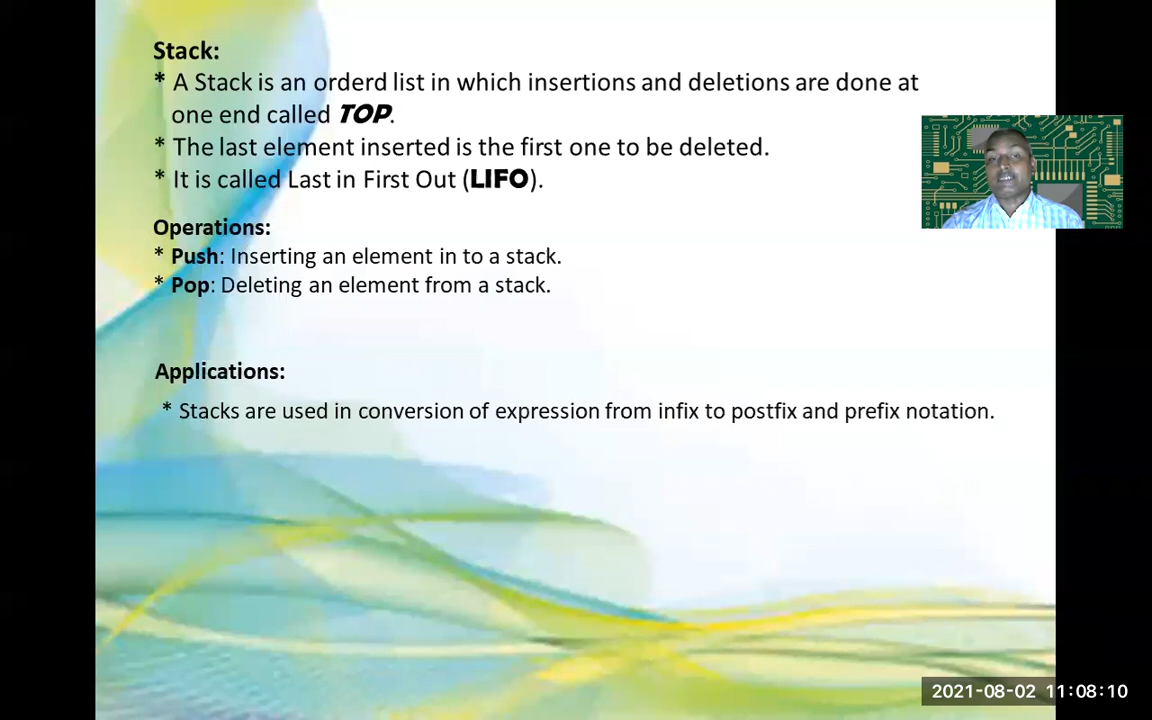 Stack:
* A Stack is an orderd list in which insertions and deletions are done at
one end called TOP.
* The last element inserted is the first one to be deleted.
* It is called Last in First Out (LIFO).
Operations:
* Push: Inserting an element in to a stack.
* Pop: Deleting an element from a stack.
Applications:
* Stacks are used in conversion of expression from infix to postfix and prefix notation.
2021-08-02 11:08:10